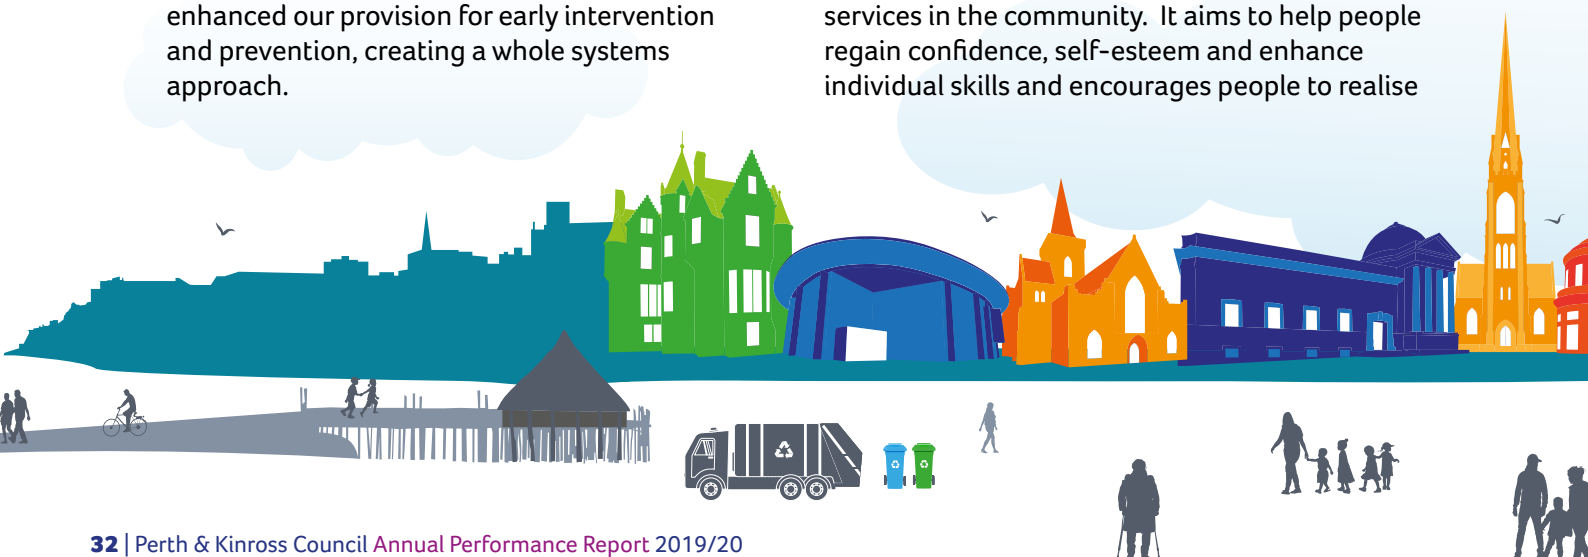 enhanced our provision for early intervention
and prevention, creating a whole systems
approach.
services in the community.  It aims to help people
regain confidence, self-esteem and enhance
individual skills and encourages people to realise
32 | Perth & Kinross Council Annual Performance Report 2019/20